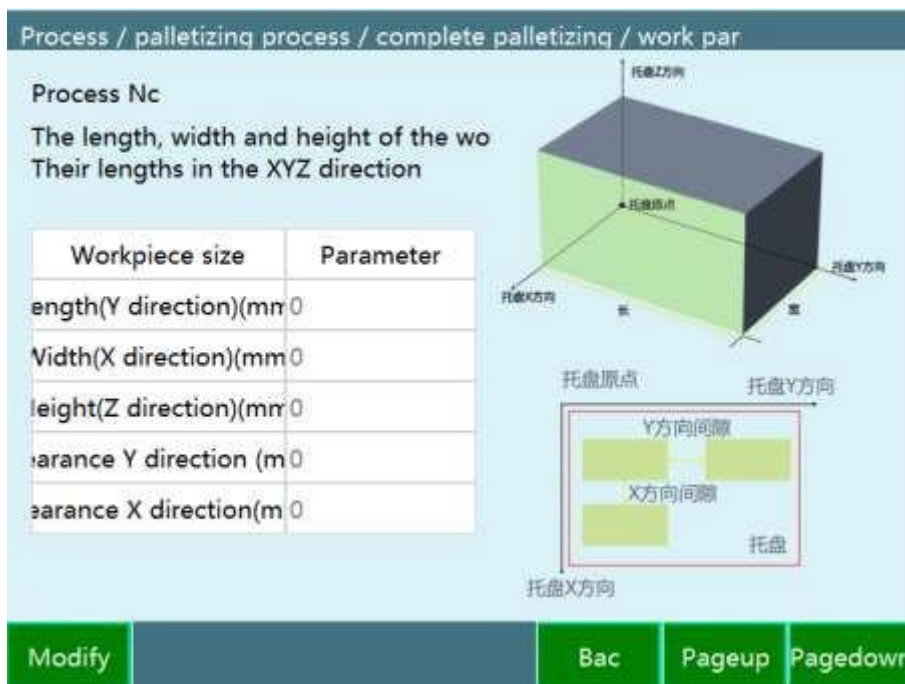 Process / palletizing process / complete palletizing / work par
Process Nc
The length, width and height of the wo
Their lengths in the XYZ direction
Workpiece size Parameter
ength(Y direction)(mm 0
Width(X direction)(mm 0
leight(Z direction)(mm 0
earance Y direction (m 0
earance X direction(m 0
托盘Z方向
托盘原点
托盘Y方向
托盘X方向
长
宽
托盘原点
托盘Y方向
Y方向间隙
X方向间隙
托盘
托盘X方向
Modify Bac Pageup Pagedown